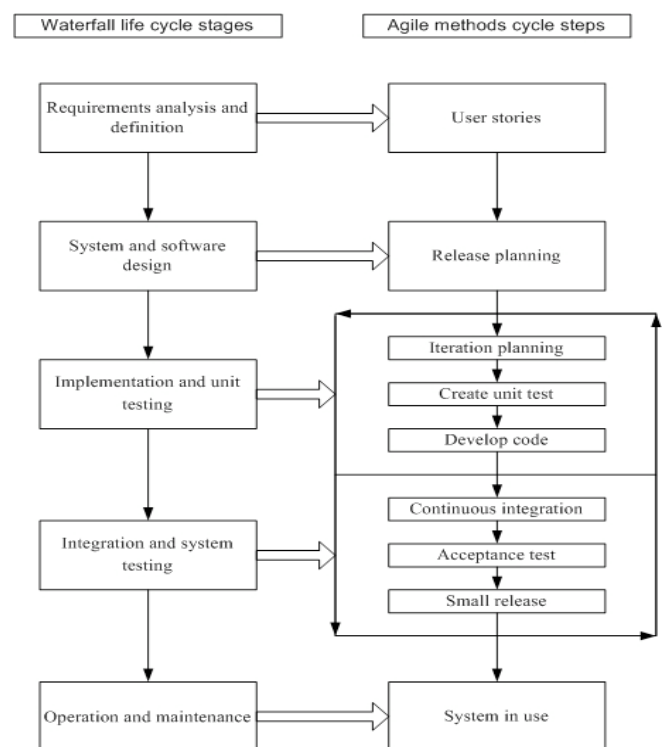 Waterfall life cycle stages
Agile methods cycle steps
Requirements analysis and
definition
User stories
System and software
design
Release planning
Iteration planning
Implementation and unit
testing
Create unit test
Develop code
Continuous integration
Integration and system
testing
Acceptance test
Small release
Operation and maintenance
System in use